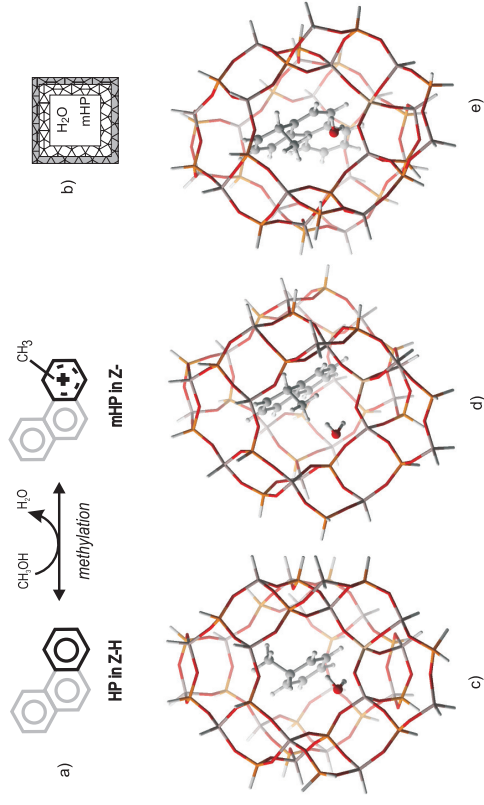 a)
CH3OH
H2O
methylation
CH3
HP in Z-H
mHP in Z-
b)
H2O
mHP
c)
d)
e)